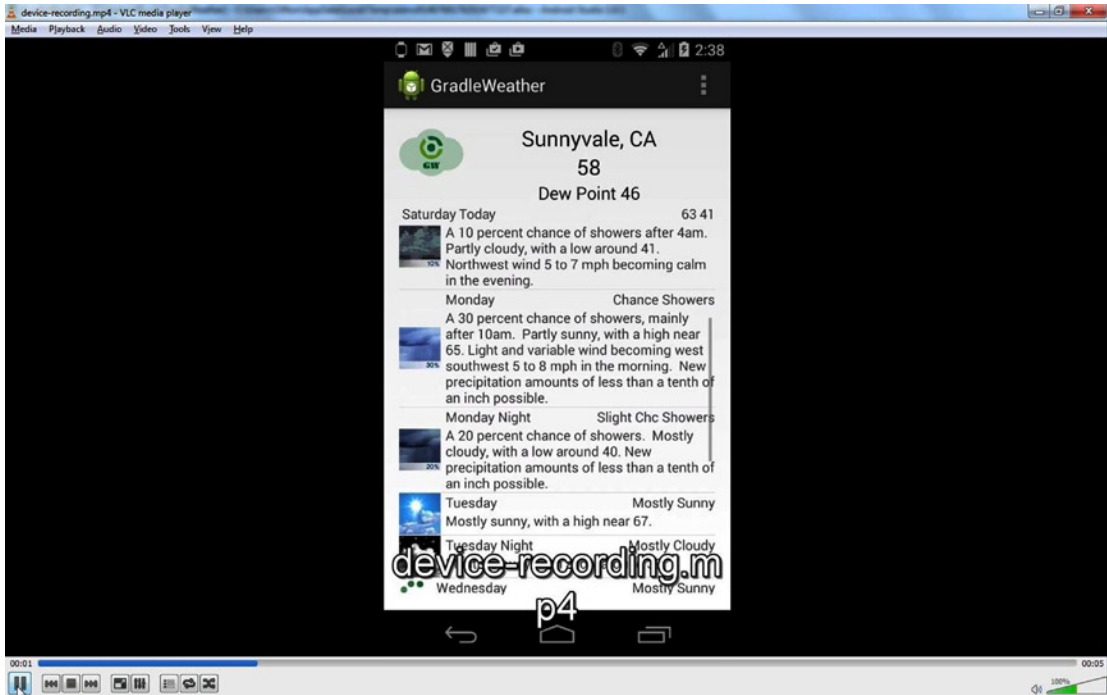 device-recording.mp4 - VLC media player
Media Playback Audio Video Tools View Help
2:38
GradleWeather
GW
Sunnyvale, CA
58
Dew Point 46
Saturday Today 63 41
A 10 percent chance of showers after 4am.
Partly cloudy, with a low around 41.
10% Northwest wind 5 to 7 mph becoming calm
in the evening.
Monday Chance Showers
A 30 percent chance of showers, mainly
after 10am. Partly sunny, with a high near
65. Light and variable wind becoming west
30% southwest 5 to 8 mph in the morning. New
precipitation amounts of less than a tenth of
an inch possible.
Monday Night Slight Chc Showers
A 20 percent chance of showers. Mostly
cloudy, with a low around 40. New
20% precipitation amounts of less than a tenth of
an inch possible.
Tuesday Mostly Sunny
Mostly sunny, with a high near 67.
Tuesday Night Mostly Cloudy
device-recording.m
p4
Wednesday Mostly Sunny
00:01 00:05
100%